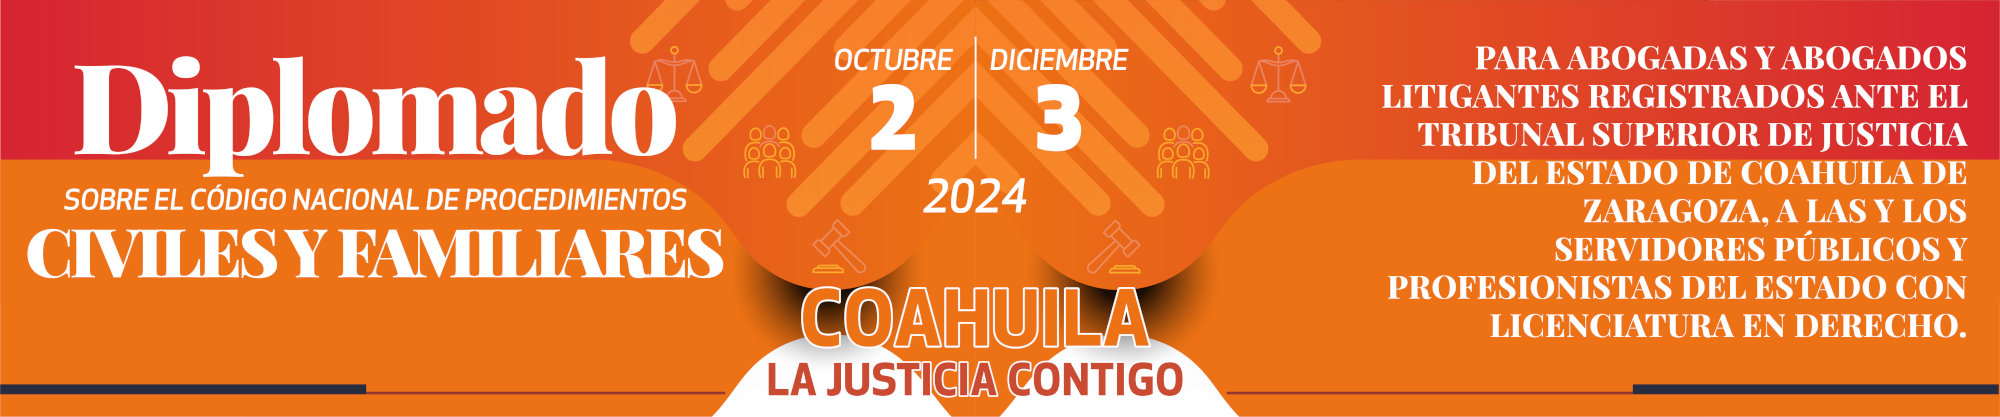 Diplomado
SOBRE EL CÓDIGO NACIONAL DE PROCEDIMIENTOS
CIVILES Y FAMILIARES
OCTUBRE
2
DICIEMBRE
3
2024
COAHUILA
LA JUSTICIA CONTIGO
PARA ABOGADAS Y ABOGADOS
LITIGANTES REGISTRADOS ANTE EL
TRIBUNAL SUPERIOR DE JUSTICIA
DEL ESTADO DE COAHUILA DE
ZARAGOZA, A LAS Y LOS
SERVIDORES PÚBLICOS Y
PROFESIONISTAS DEL ESTADO CON
LICENCIATURA EN DERECHO.